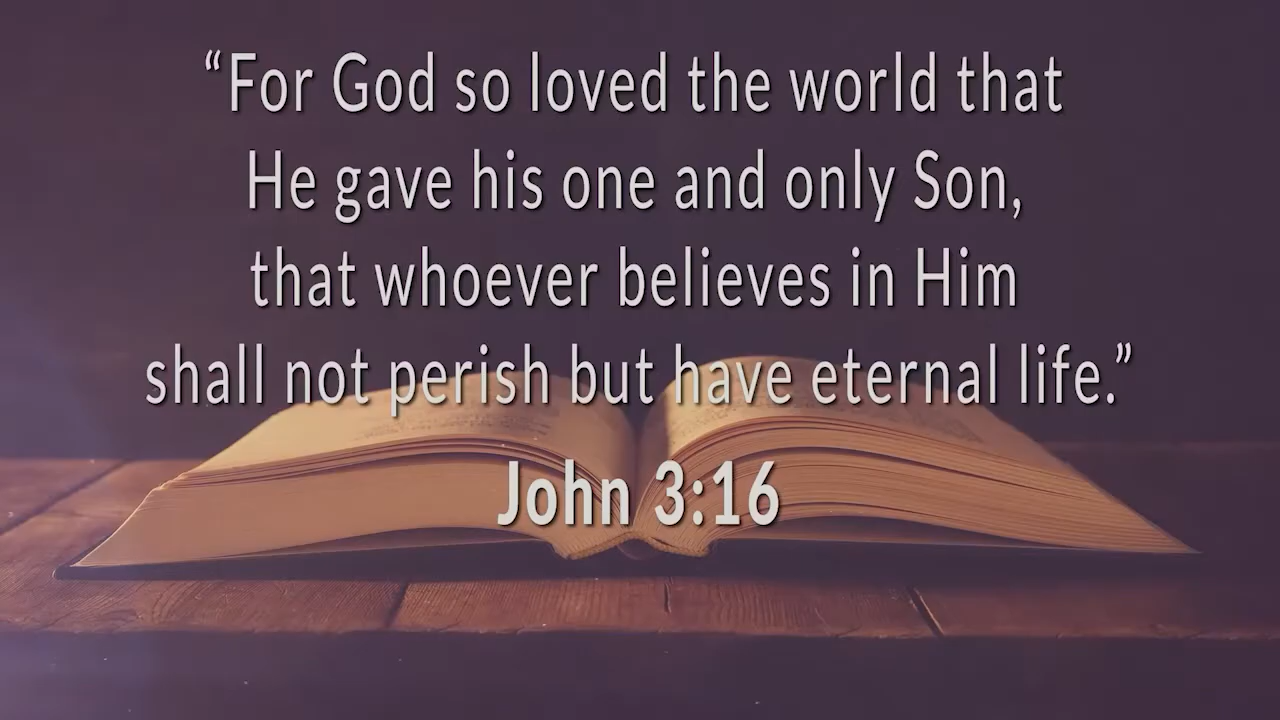 “For God so loved the world that
He gave his one and only Son,
that whoever believes in Him
shall not perish but have eternal life.”
John 3:16